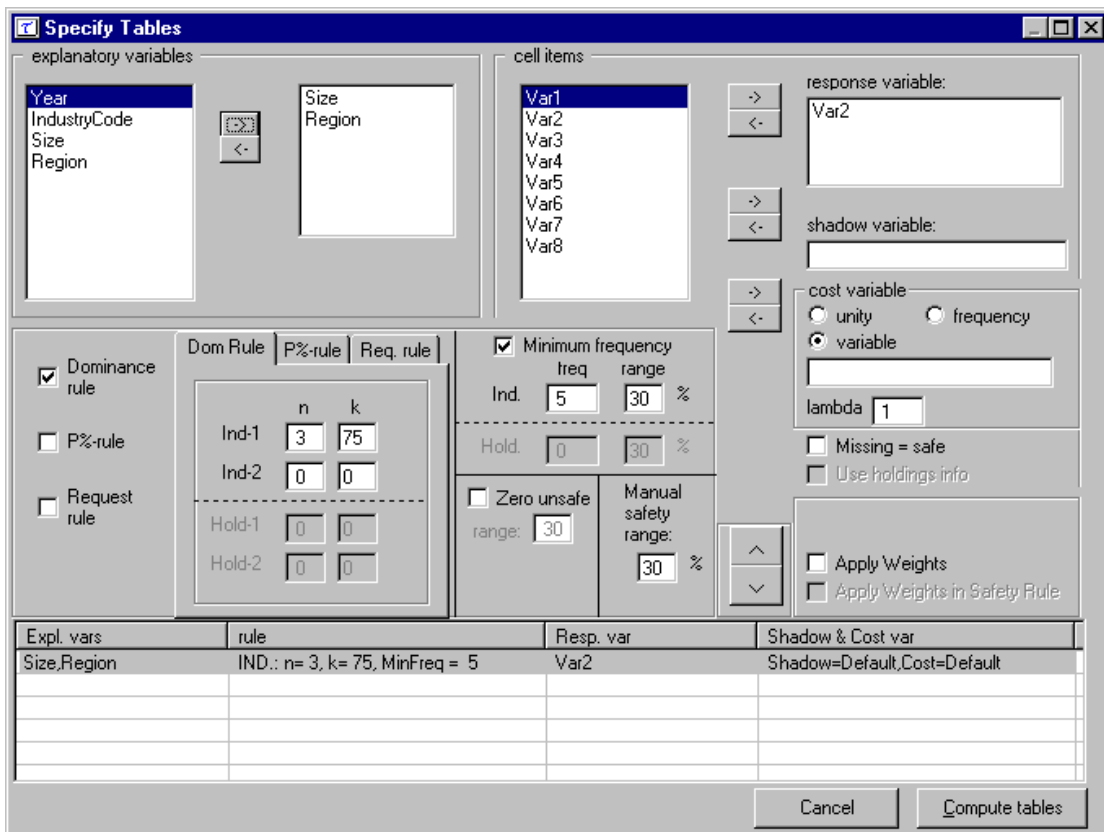 Specify Tables
explanatory variables
Year
IndustryCode
Size
Region
->
<-
Size
Region
cell items
Var1
Var2
Var3
Var4
Var5
Var6
Var7
Var8
->
<-
->
<-
->
<-
response variable:
Var2
shadow variable:
cost variable
unity
frequency
variable
lambda 1
Dominance
rule
P%-rule
Request
rule
Dom Rule P%-rule Req. rule
n k
Ind-1 3 75
Ind-2 0 0
Hold-1 0 0
Hold-2 0 0
Minimum frequency
freq range
Ind. 5 30 %
Hold. 0 30 %
Zero unsafe
range: 30
Manual
safety
range:
30 %
Missing = safe
Use holdings info
Apply Weights
Apply Weights in Safety Rule
Expl. vars rule Resp. var Shadow & Cost var
Size,Region IND.: n= 3, k= 75, MinFreq = 5 Var2 Shadow=Default,Cost=Default
Cancel Compute tables